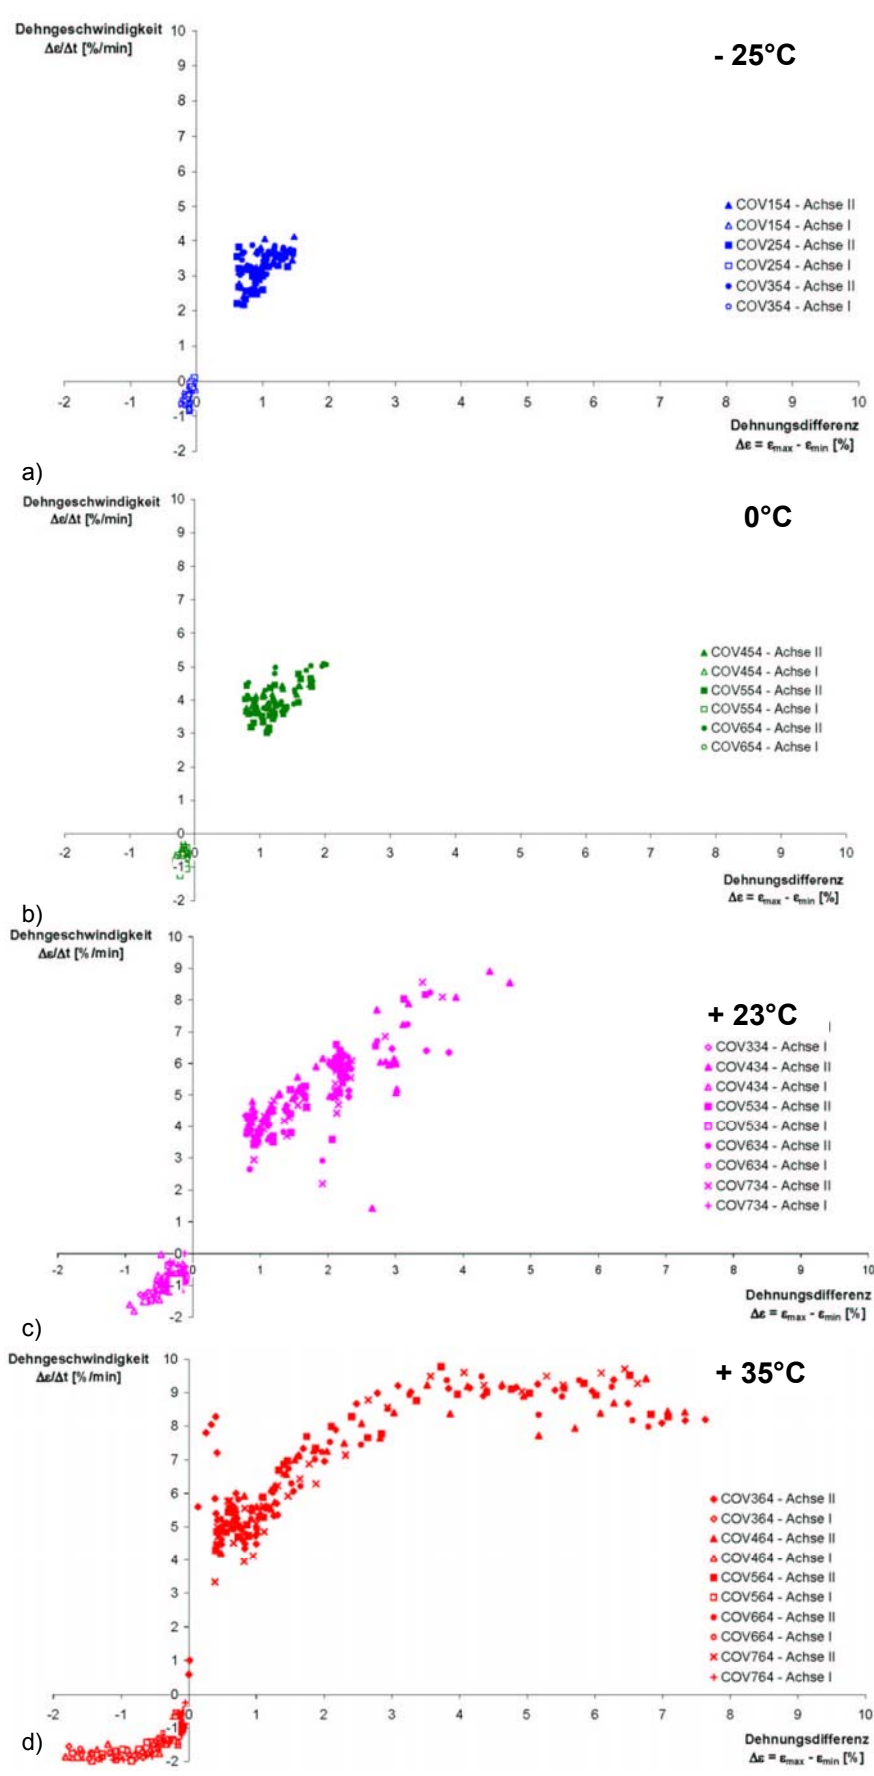 Dehngeschwindigkeit
Δε/Δt [%/min]
- 25°C
10
9
8
7
6
5
4
3
2
1
0
-1
-2
-2 -1 0 1 2 3 4 5 6 7 8 9 10
COV154 - Achse II
COV154 - Achse I
COV254 - Achse II
COV254 - Achse I
COV354 - Achse II
COV354 - Achse I
Dehnungsdifferenz
Δε = εmax - εmin [%]
a)
Dehngeschwindigkeit
Δε/Δt [%/min]
0°C
10
9
8
7
6
5
4
3
2
1
0
-1
-2
-2 -1 0 1 2 3 4 5 6 7 8 9 10
COV454 - Achse II
COV454 - Achse I
COV554 - Achse II
COV554 - Achse I
COV654 - Achse II
COV654 - Achse I
Dehnungsdifferenz
Δε = εmax - εmin [%]
b)
Dehngeschwindigkeit
Δε/Δt [%/min]
+ 23°C
10
9
8
7
6
5
4
3
2
1
0
-1
-2
-2 -1 0 1 2 3 4 5 6 7 8 9 10
COV334 - Achse I
COV434 - Achse II
COV434 - Achse I
COV534 - Achse II
COV534 - Achse I
COV634 - Achse II
COV634 - Achse I
COV734 - Achse II
COV734 - Achse I
Dehnungsdifferenz
Δε = εmax - εmin [%]
c)
Dehngeschwindigkeit
Δε/Δt [%/min]
+ 35°C
10
9
8
7
6
5
4
3
2
1
0
-1
-2
-2 -1 0 1 2 3 4 5 6 7 8 9 10
COV364 - Achse II
COV364 - Achse I
COV464 - Achse II
COV464 - Achse I
COV564 - Achse II
COV564 - Achse I
COV664 - Achse II
COV664 - Achse I
COV764 - Achse II
COV764 - Achse I
Dehnungsdifferenz
Δε = εmax - εmin [%]
d)